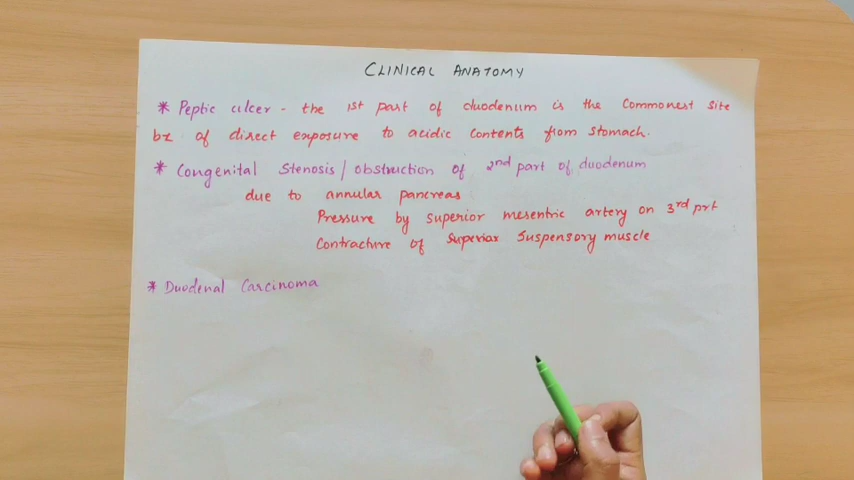 CLINICAL ANATOMY
* Peptic ulcer - the 1st part of duodenum is the commonest site
bz of direct exposure to acidic contents from stomach.
* Congenital Stenosis/obstruction of 2nd part of duodenum
due to annular pancreas
Pressure by superior mesentric artery on 3rd prt
Contracture of Superior Suspensory muscle
* Duodenal Carcinoma